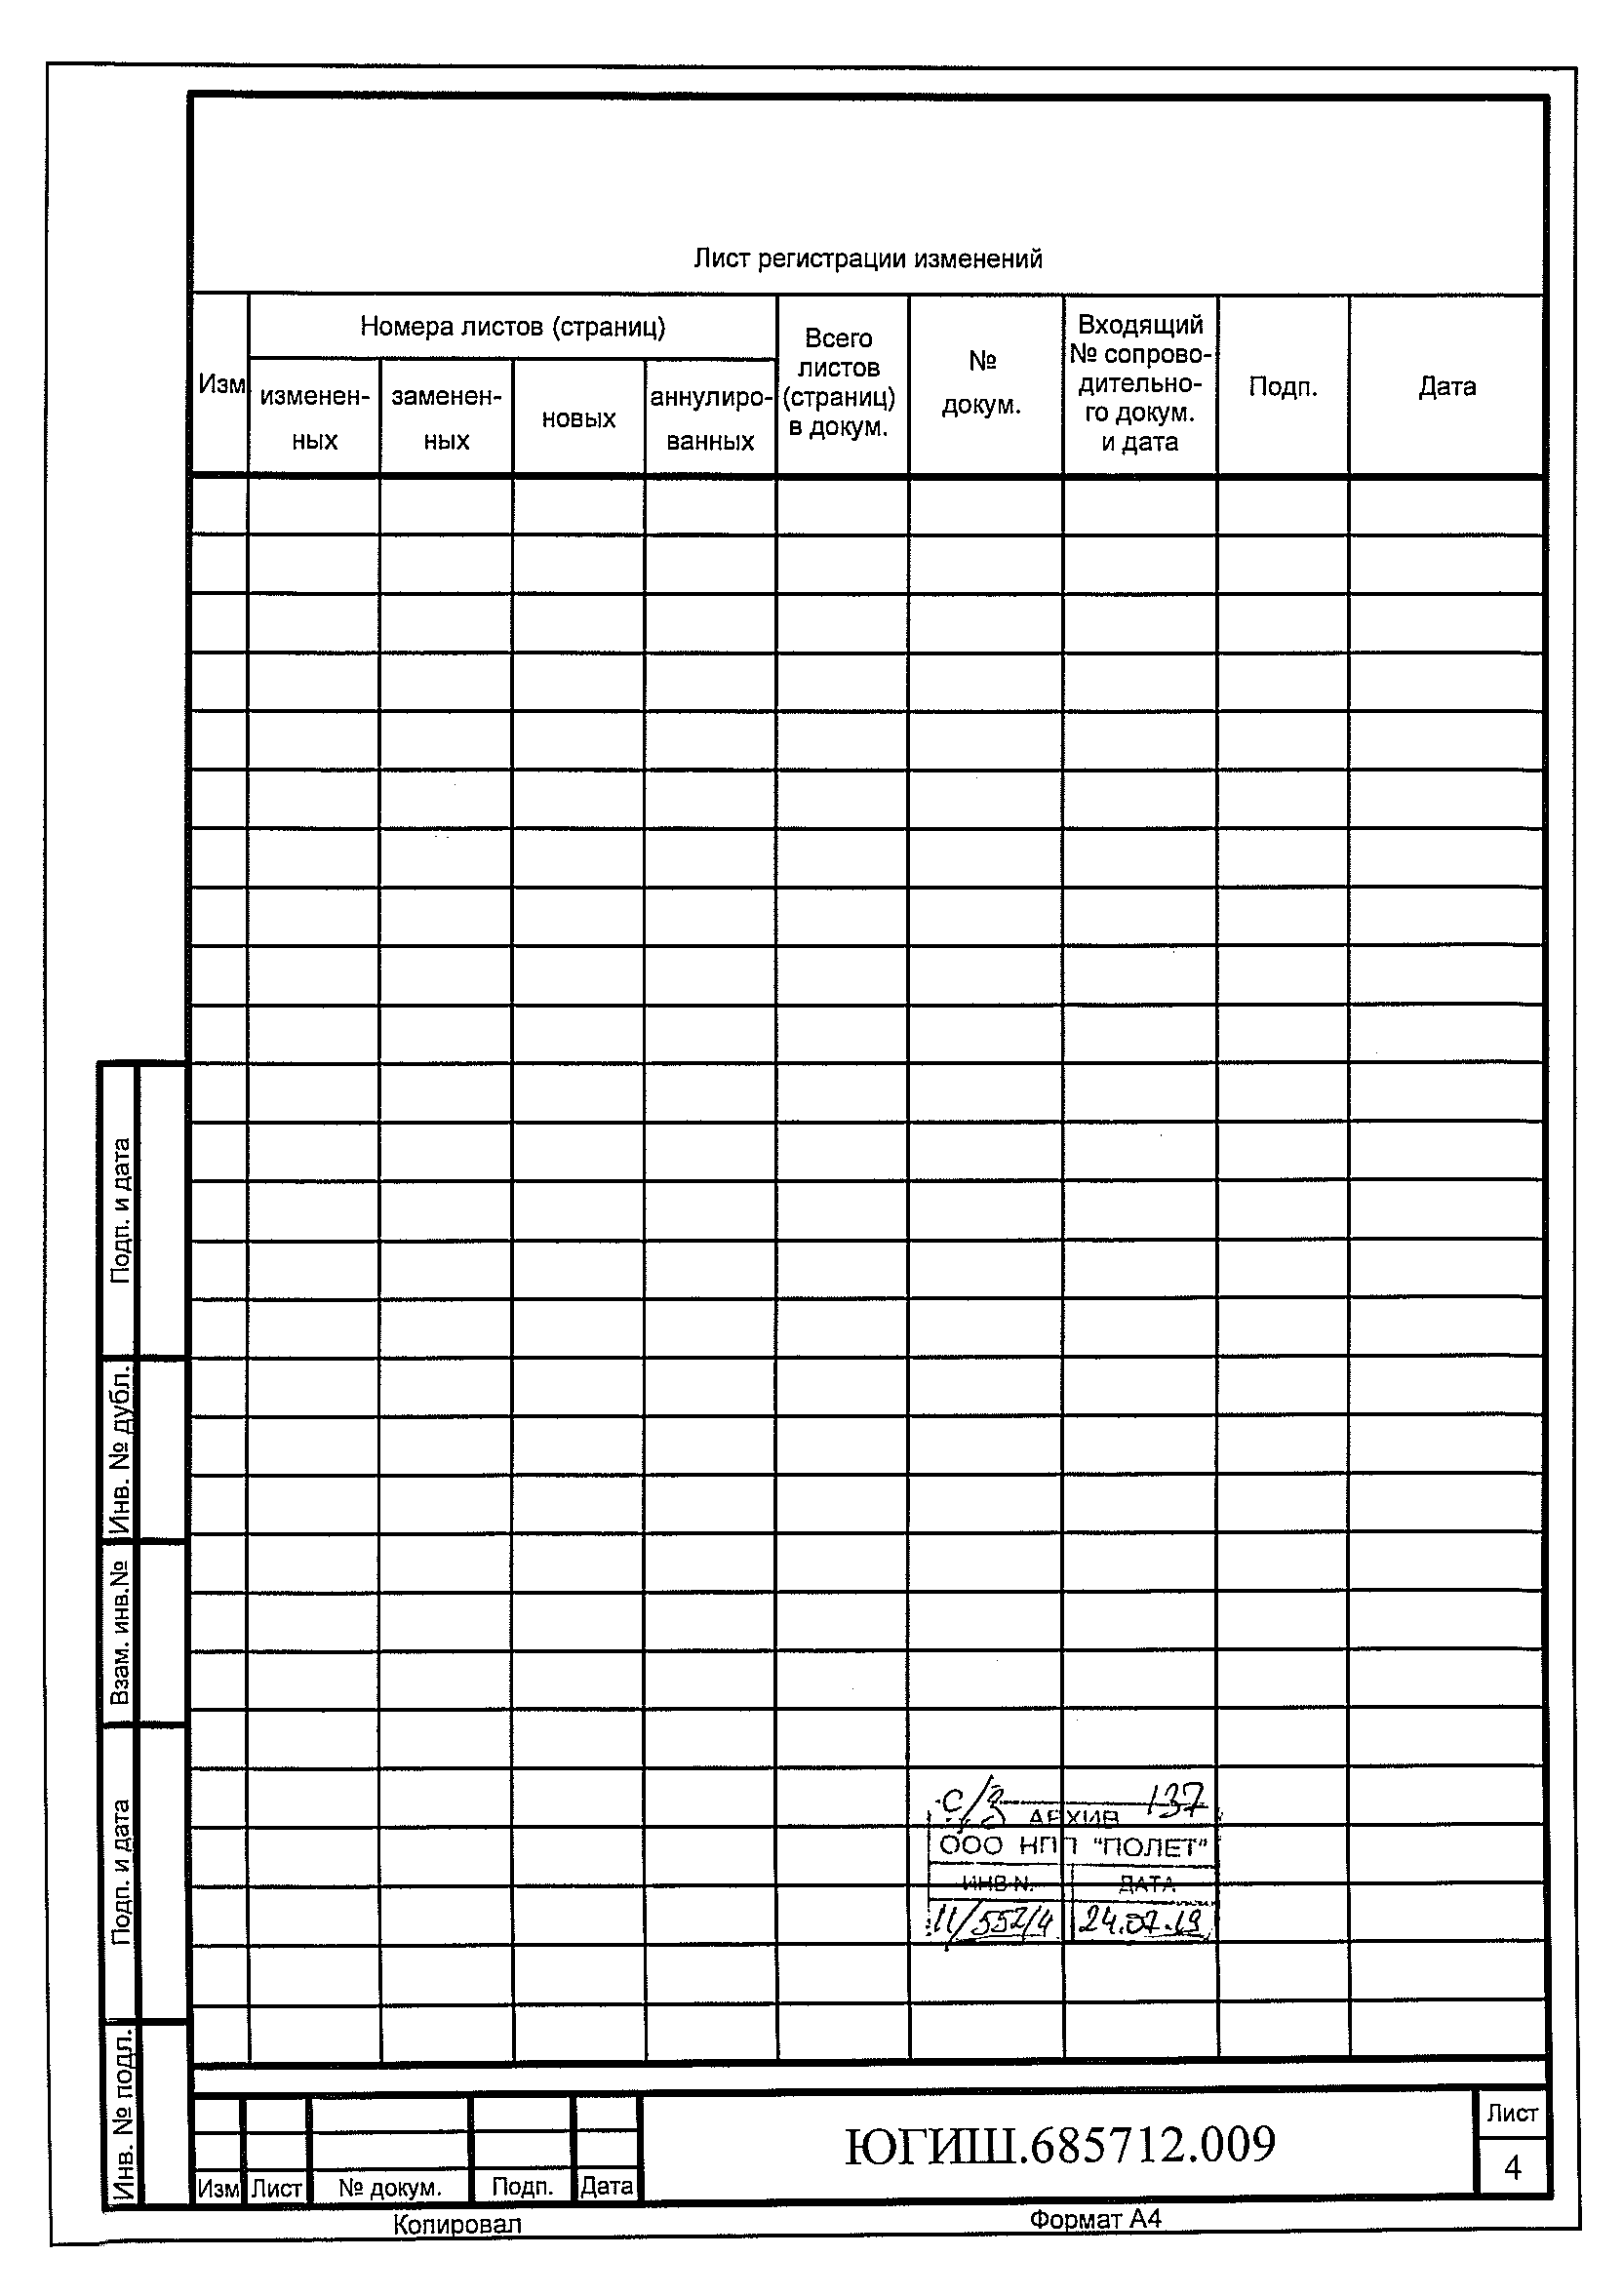 Лист регистрации изменений
Изм
Номера листов (страниц)
изменен-
ных
заменен-
ных
новых
аннулиро-
ванных
Всего
листов
(страниц)
в докум.
№
докум.
Входящий
№ сопрово-
дительно-
го докум.
и дата
Подп.
Дата
Подп. и дата
Инв. № дубл.
Взам. инв.№
Подп. и дата
Инв. № подл.
с/з 137
АРХИВ
ООО НПП "ПОЛЕТ"
ИНВ N. ДАТА
11/552/4 24.07.19
Изм Лист № докум. Подп. Дата
ЮГИШ.685712.009
Лист
4
Копировал Формат А4